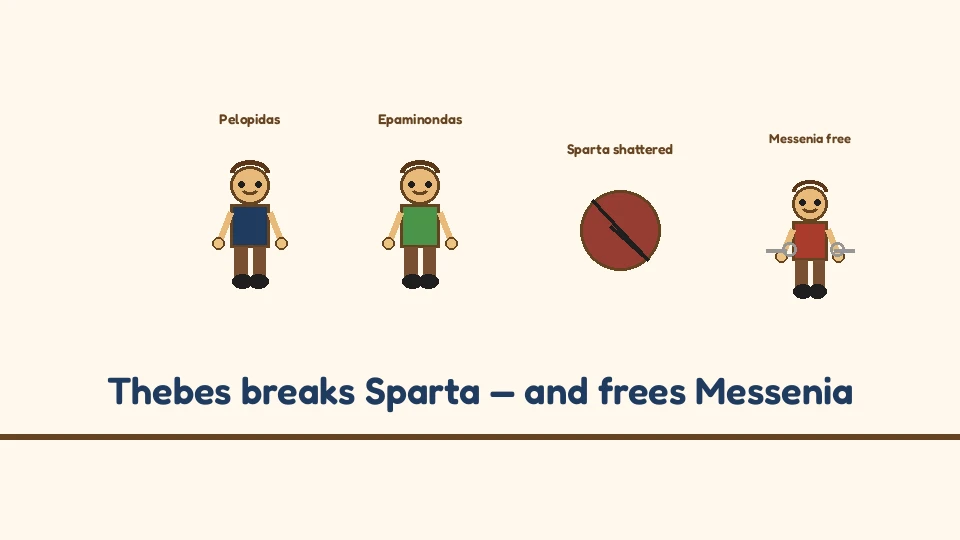 Pelopidas
Epaminondas
Sparta shattered
Messenia free
Thebes breaks Sparta — and frees Messenia